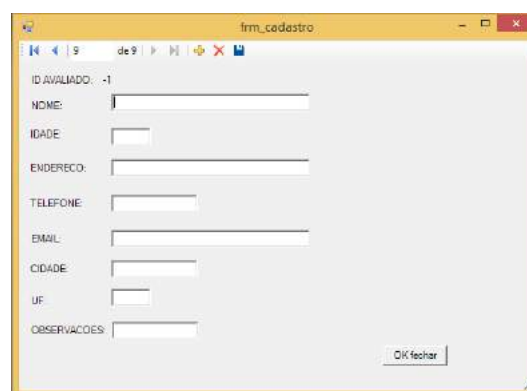 frm_cadastro
9 de 9
ID AVALIADO: -1
NOME:
IDADE:
ENDERECO:
TELEFONE:
EMAIL:
CIDADE:
UF:
OBSERVACOES:
OK fechar